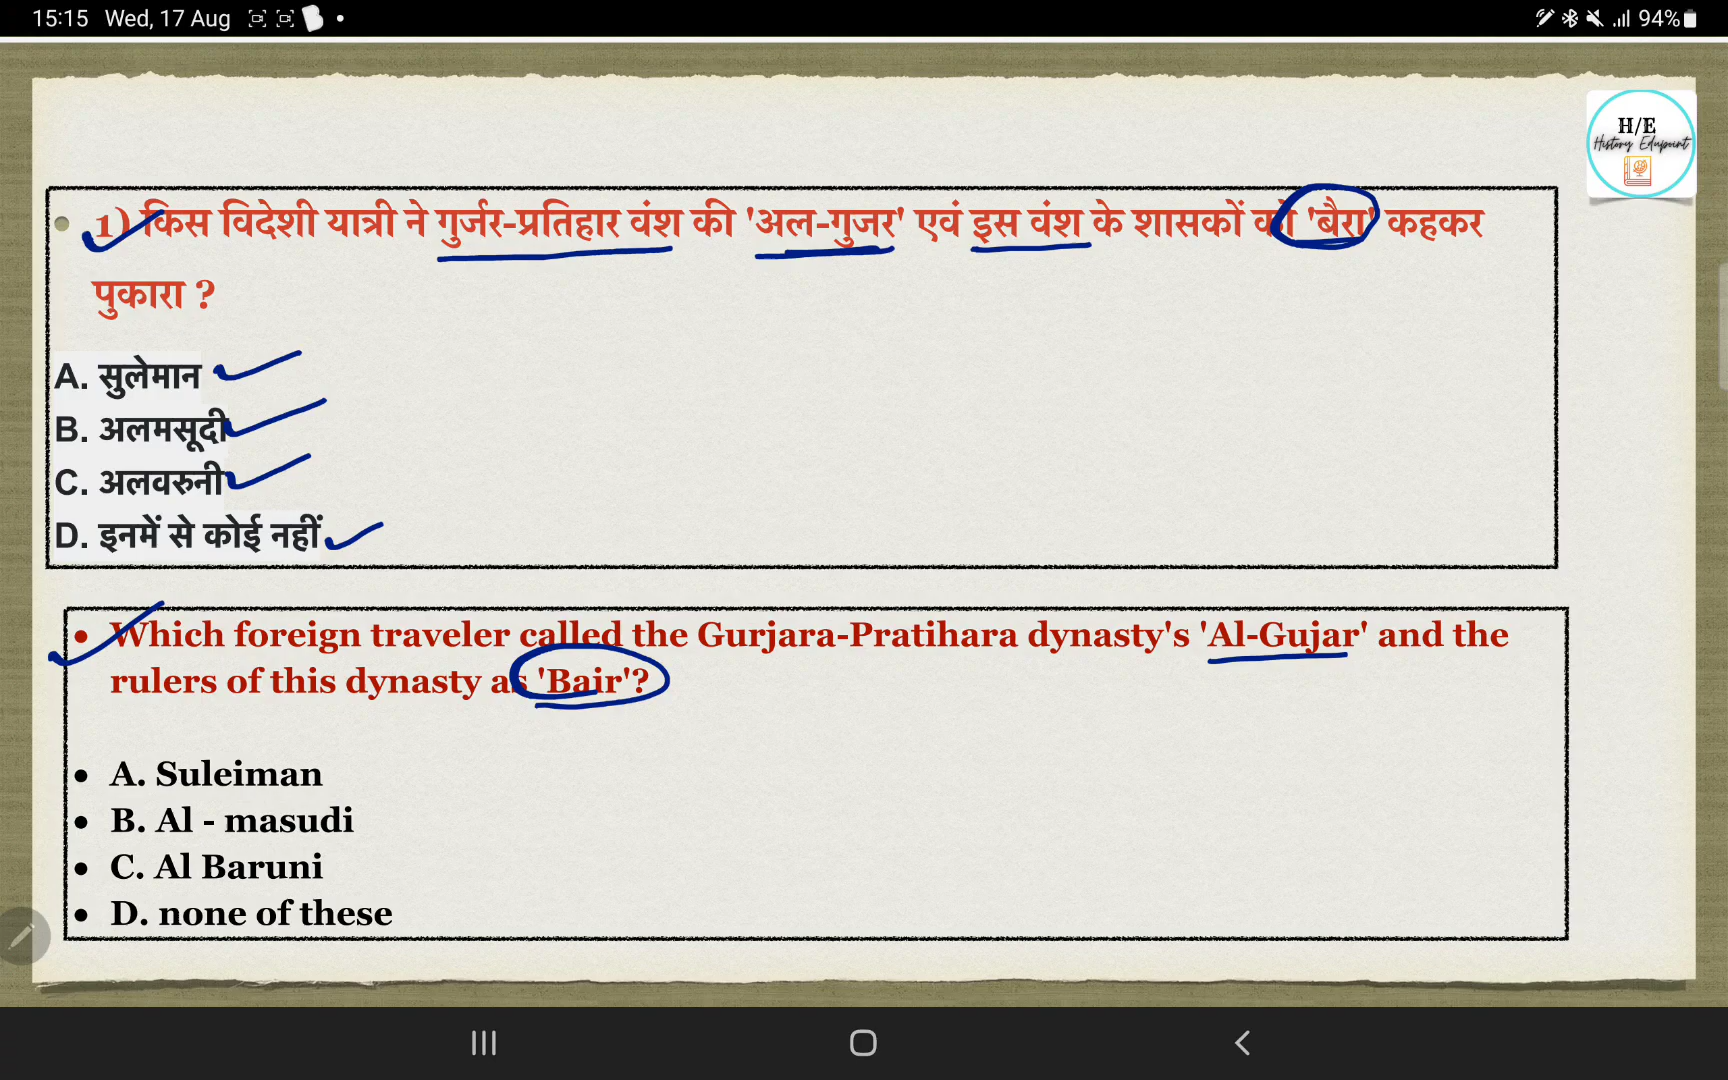 15:15 Wed, 17 Aug
94%
H/E
History Edupoint
1) किस विदेशी यात्री ने गुर्जर-प्रतिहार वंश की 'अल-गुजर' एवं इस वंश के शासकों को 'बैरा' कहकर
पुकारा ?
A. सुलेमान
B. अलमसूदी
C. अलवरुनी
D. इनमें से कोई नहीं
• Which foreign traveler called the Gurjara-Pratihara dynasty's 'Al-Gujar' and the
rulers of this dynasty as 'Bair'?
• A. Suleiman
• B. Al - masudi
• C. Al Baruni
• D. none of these